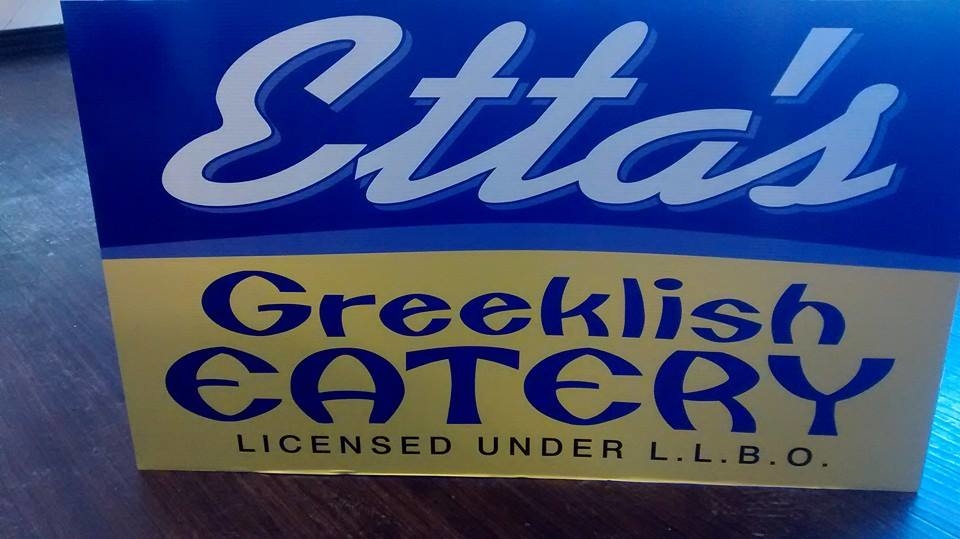 Etta's
Greeklish
EATERY
LICENSED UNDER L.L.B.O.